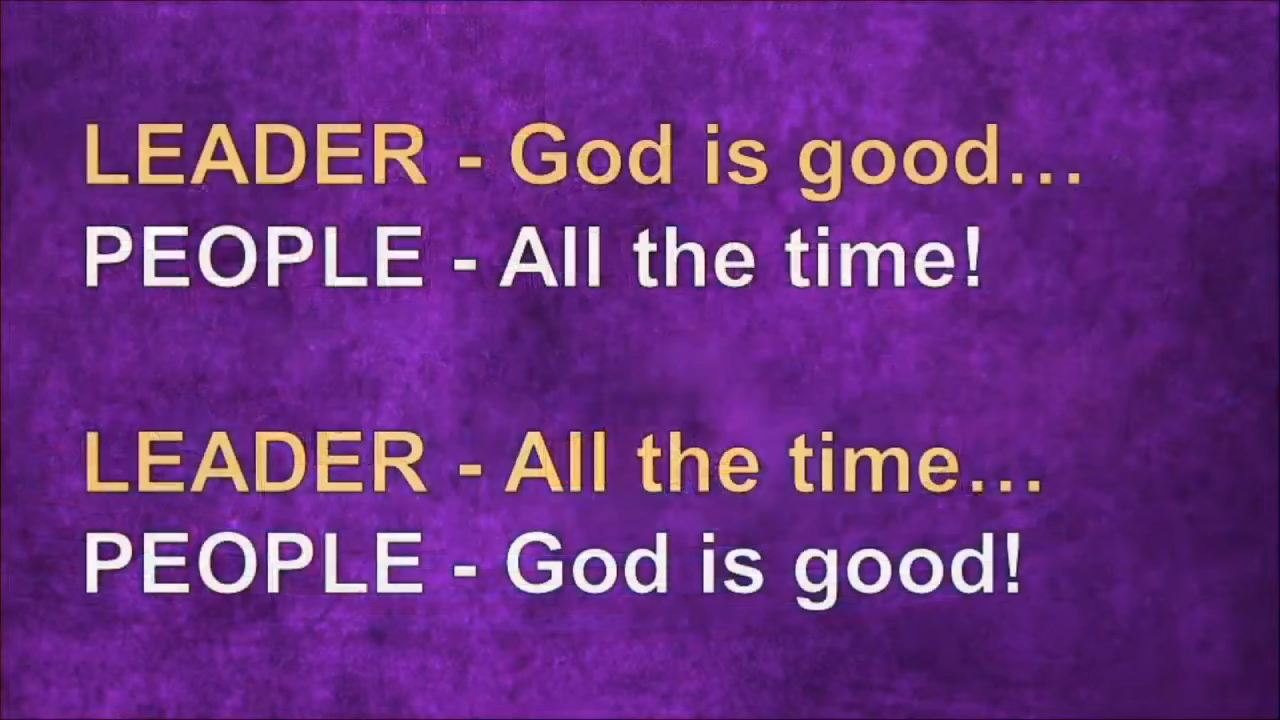 LEADER - God is good…
PEOPLE - All the time!
LEADER - All the time…
PEOPLE - God is good!